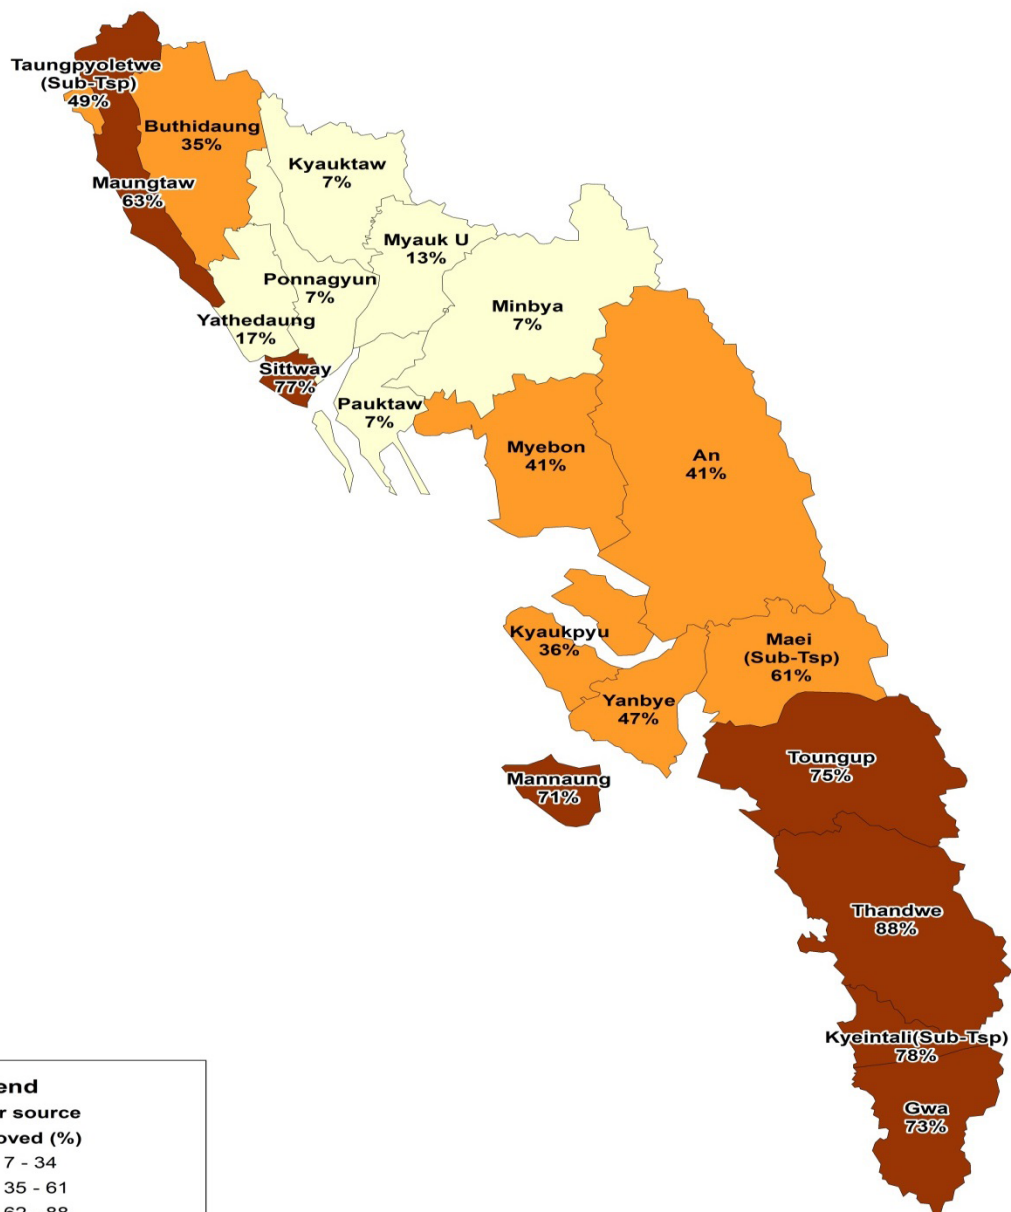 Taungpyoletwe
(Sub-Tsp)
49%
Buthidaung
35%
Kyauktaw
7%
Maungtaw
63%
Myauk U
13%
Ponnagyun
7%
Minbya
7%
Yathedaung
17%
Sittway
77%
Pauktaw
7%
Myebon
41%
An
41%
Kyaukpyu
36%
Maei
(Sub-Tsp)
61%
Yanbye
47%
Toungup
75%
Mannaung
71%
Thandwe
88%
Kyeintali(Sub-Tsp)
78%
Gwa
73%
end
r source
oved (%)
7 - 34
35 - 61
62 - 88